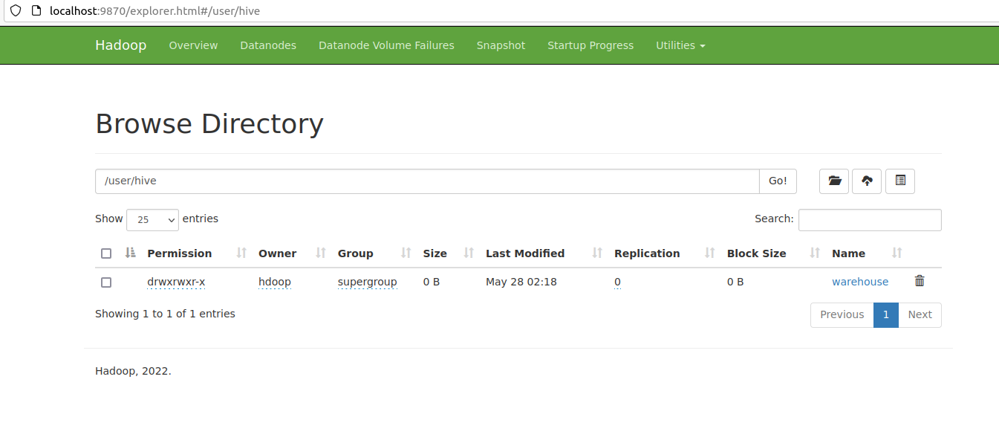 localhost:9870/explorer.html#/user/hive
Hadoop Overview Datanodes Datanode Volume Failures Snapshot Startup Progress Utilities
Browse Directory
/user/hive Go!
Show 25 entries Search:
Permission Owner Group Size Last Modified Replication Block Size Name
drwxrwxr-x hdoop supergroup 0 B May 28 02:18 0 0 B warehouse
Showing 1 to 1 of 1 entries Previous 1 Next
Hadoop, 2022.